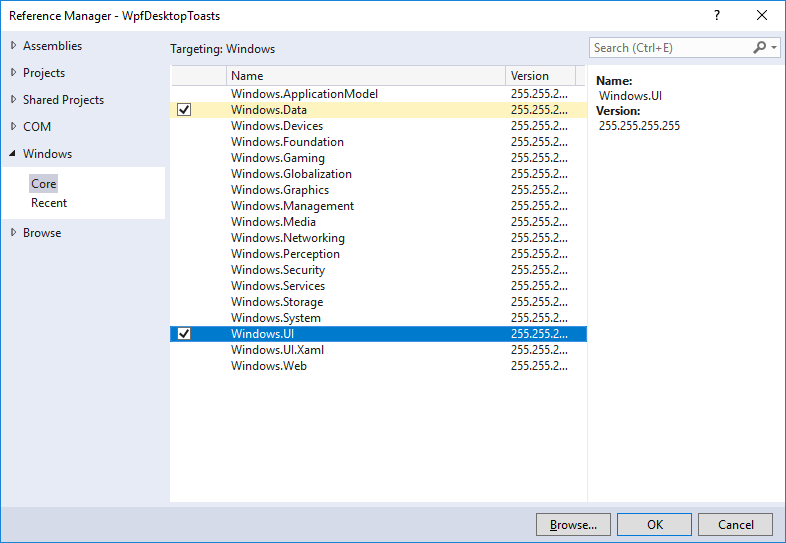 Reference Manager - WpfDesktopToasts
? 
Assemblies
Projects
Shared Projects
COM
Windows
Core
Recent
Browse
Targeting: Windows
Name Version
Windows.ApplicationModel 255.255.2...
Windows.Data 255.255.2...
Windows.Devices 255.255.2...
Windows.Foundation 255.255.2...
Windows.Gaming 255.255.2...
Windows.Globalization 255.255.2...
Windows.Graphics 255.255.2...
Windows.Management 255.255.2...
Windows.Media 255.255.2...
Windows.Networking 255.255.2...
Windows.Perception 255.255.2...
Windows.Security 255.255.2...
Windows.Services 255.255.2...
Windows.Storage 255.255.2...
Windows.System 255.255.2...
Windows.UI 255.255.2...
Windows.UI.Xaml 255.255.2...
Windows.Web 255.255.2...
Search (Ctrl+E)
Name:
Windows.UI
Version:
255.255.255.255
Browse...
OK
Cancel